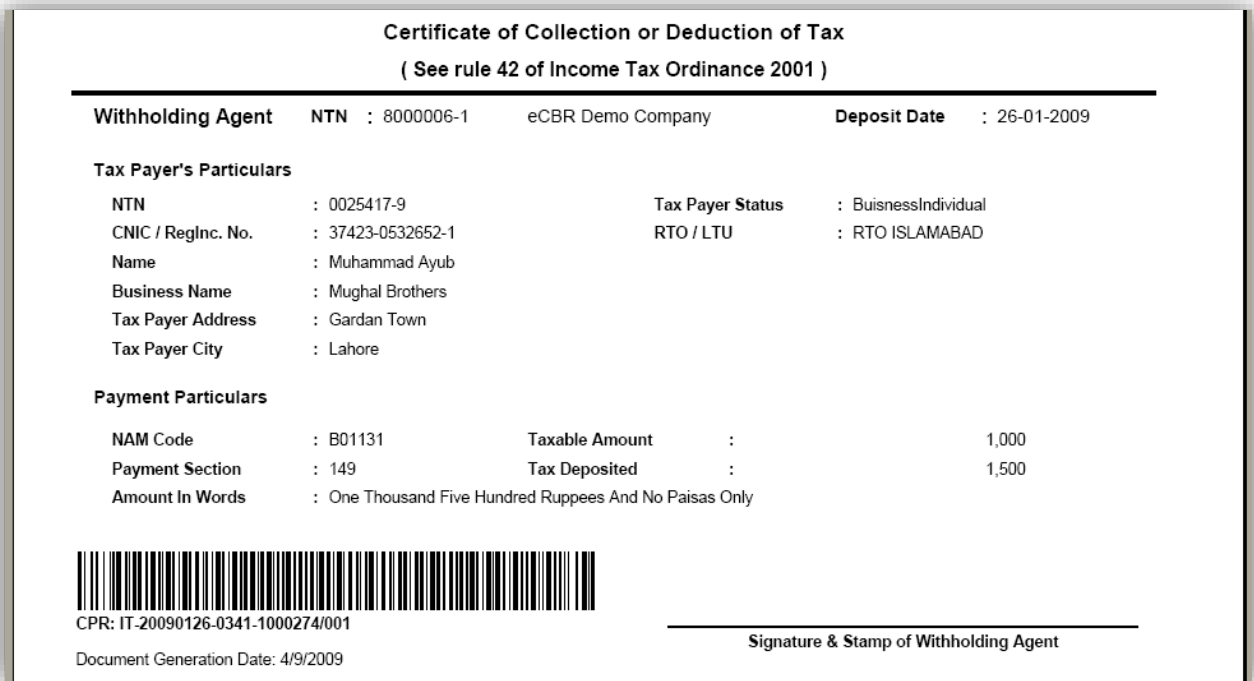 Certificate of Collection or Deduction of Tax
( See rule 42 of Income Tax Ordinance 2001 )
Withholding Agent NTN : 8000006-1 eCBR Demo Company Deposit Date : 26-01-2009
Tax Payer's Particulars
NTN : 0025417-9 Tax Payer Status : BuisnessIndividual
CNIC / RegInc. No. : 37423-0532652-1 RTO / LTU : RTO ISLAMABAD
Name : Muhammad Ayub
Business Name : Mughal Brothers
Tax Payer Address : Gardan Town
Tax Payer City : Lahore
Payment Particulars
NAM Code : B01131 Taxable Amount : 1,000
Payment Section : 149 Tax Deposited : 1,500
Amount In Words : One Thousand Five Hundred Ruppees And No Paisas Only
CPR: IT-20090126-0341-1000274/001
Signature & Stamp of Withholding Agent
Document Generation Date: 4/9/2009